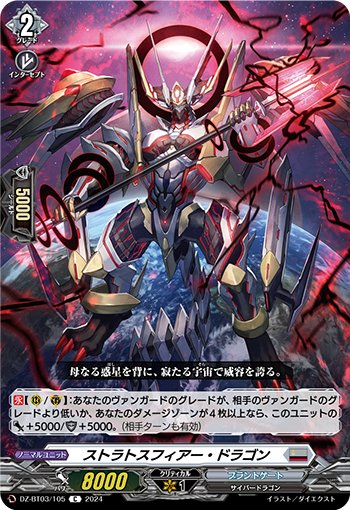 2
グレード
インターセプト
5000
シールド
母なる惑星を背に、寂たる宇宙で威容を誇る。
永【(V)/(R)】:あなたのヴァンガードのグレードが、相手のヴァンガードのグ
レードより低いか、あなたのダメージゾーンが4枚以上なら、このユニットの
+5000/+5000。(相手ターンも有効)
ノーマルユニット
ストラトスフィアー・ドラゴン
パワー
8000
クリティカル
1
ブラントゲート
サイバードラゴン
DZ-BT03/105 C 2024
イラスト/ダイエクスト